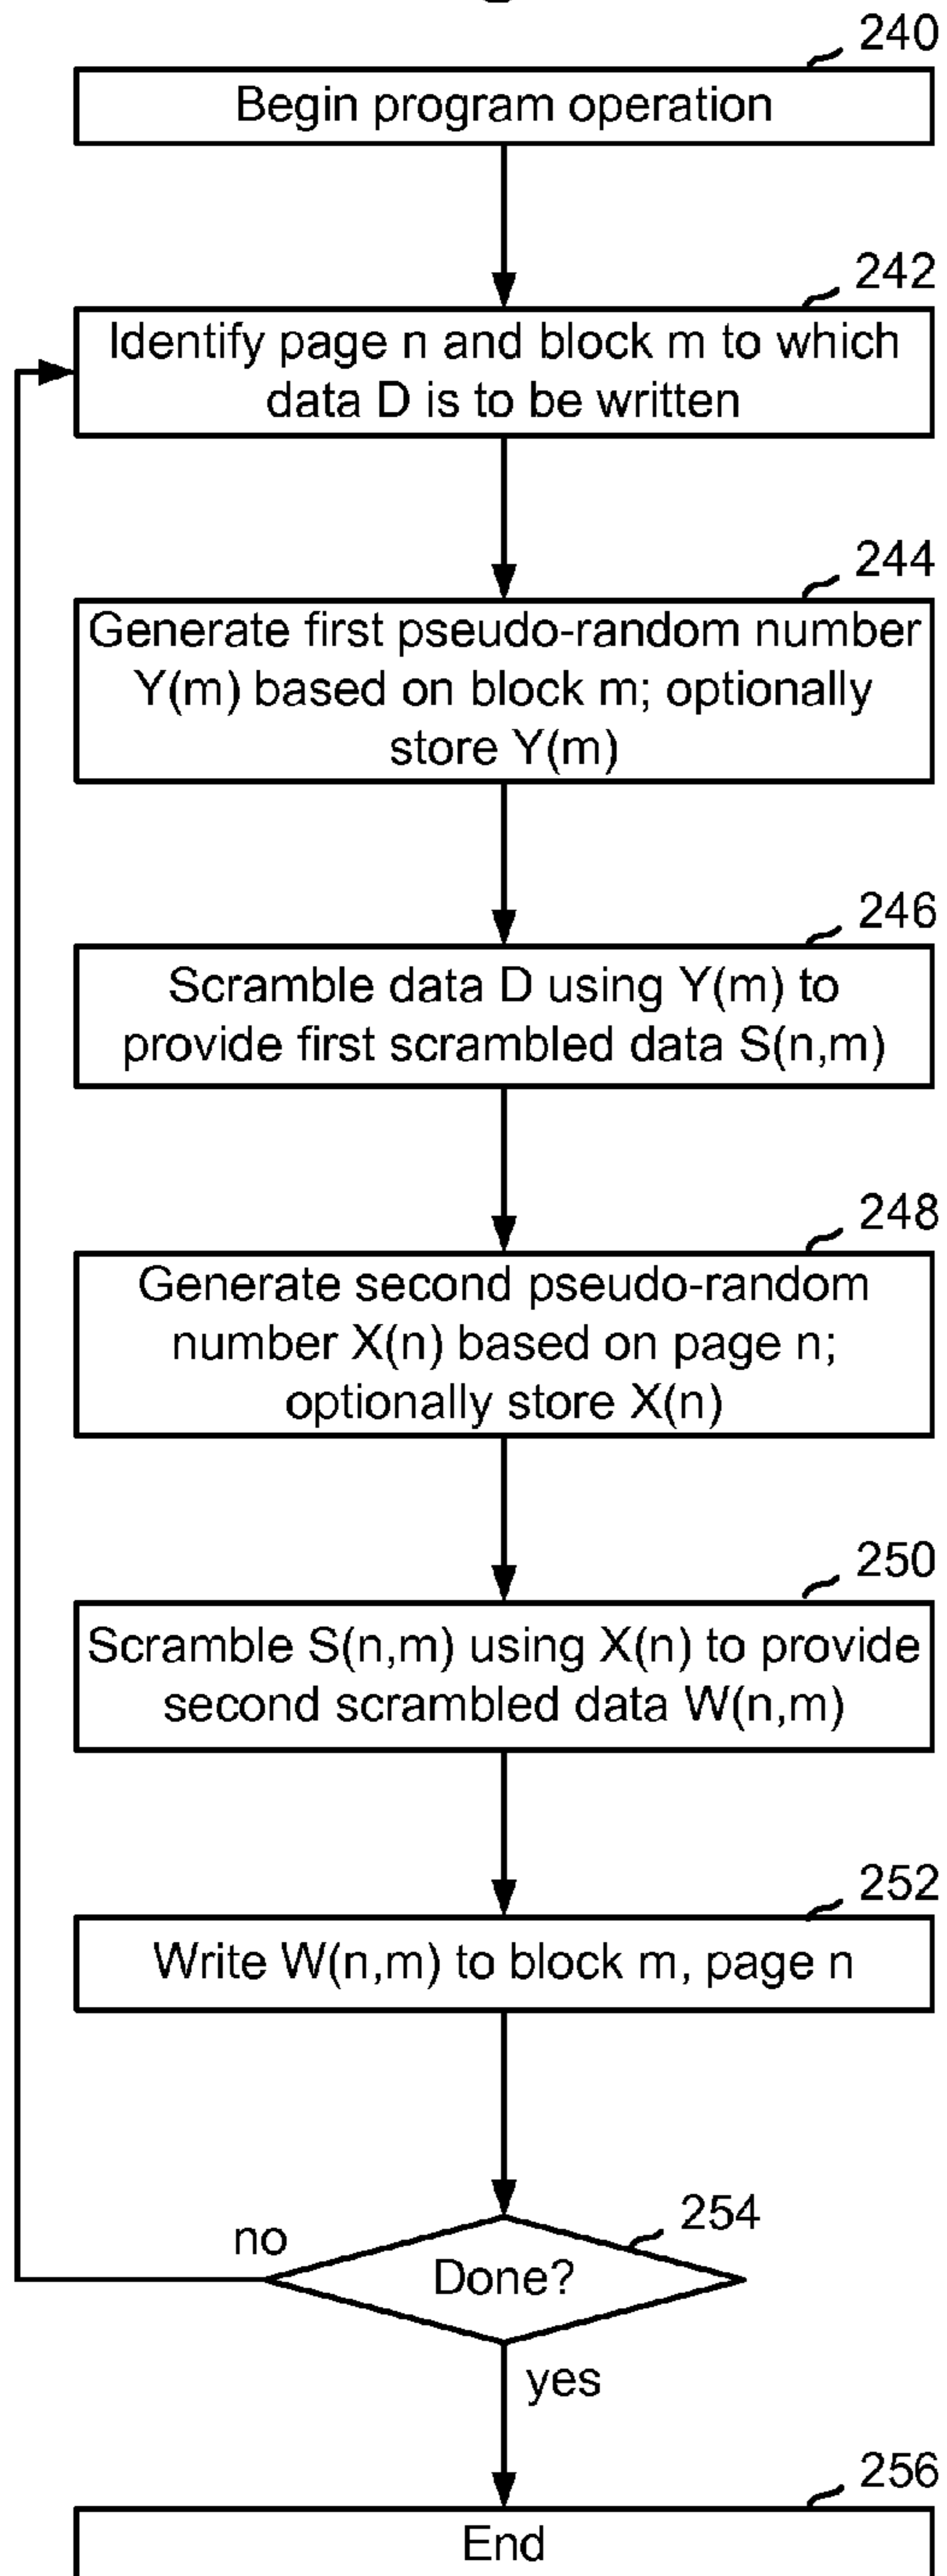 240
Begin program operation
242
Identify page n and block m to which
data D is to be written
244
Generate first pseudo-random number
Y(m) based on block m; optionally
store Y(m)
246
Scramble data D using Y(m) to
provide first scrambled data S(n,m)
248
Generate second pseudo-random
number X(n) based on page n;
optionally store X(n)
250
Scramble S(n,m) using X(n) to provide
second scrambled data W(n,m)
252
Write W(n,m) to block m, page n
254
no
Done?
yes
256
End